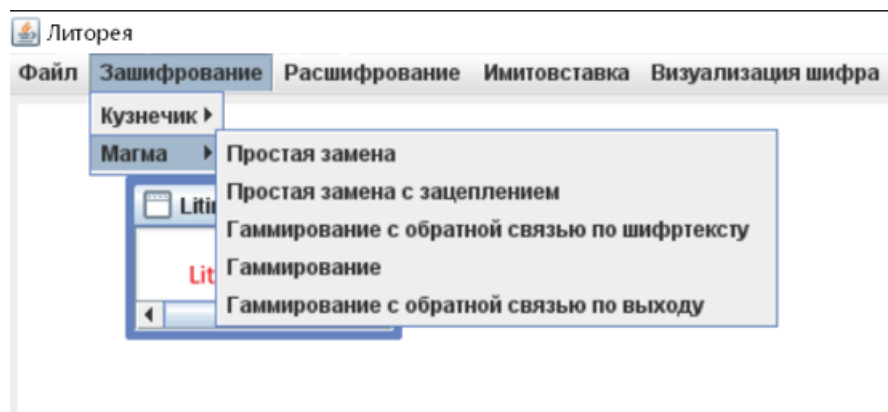 Литорея
Файл Зашифрование Расшифрование Имитовставка Визуализация шифра
Кузнечик
Магма
Простая замена
Простая замена с зацеплением
Гаммирование с обратной связью по шифртексту
Гаммирование
Гаммирование с обратной связью по выходу